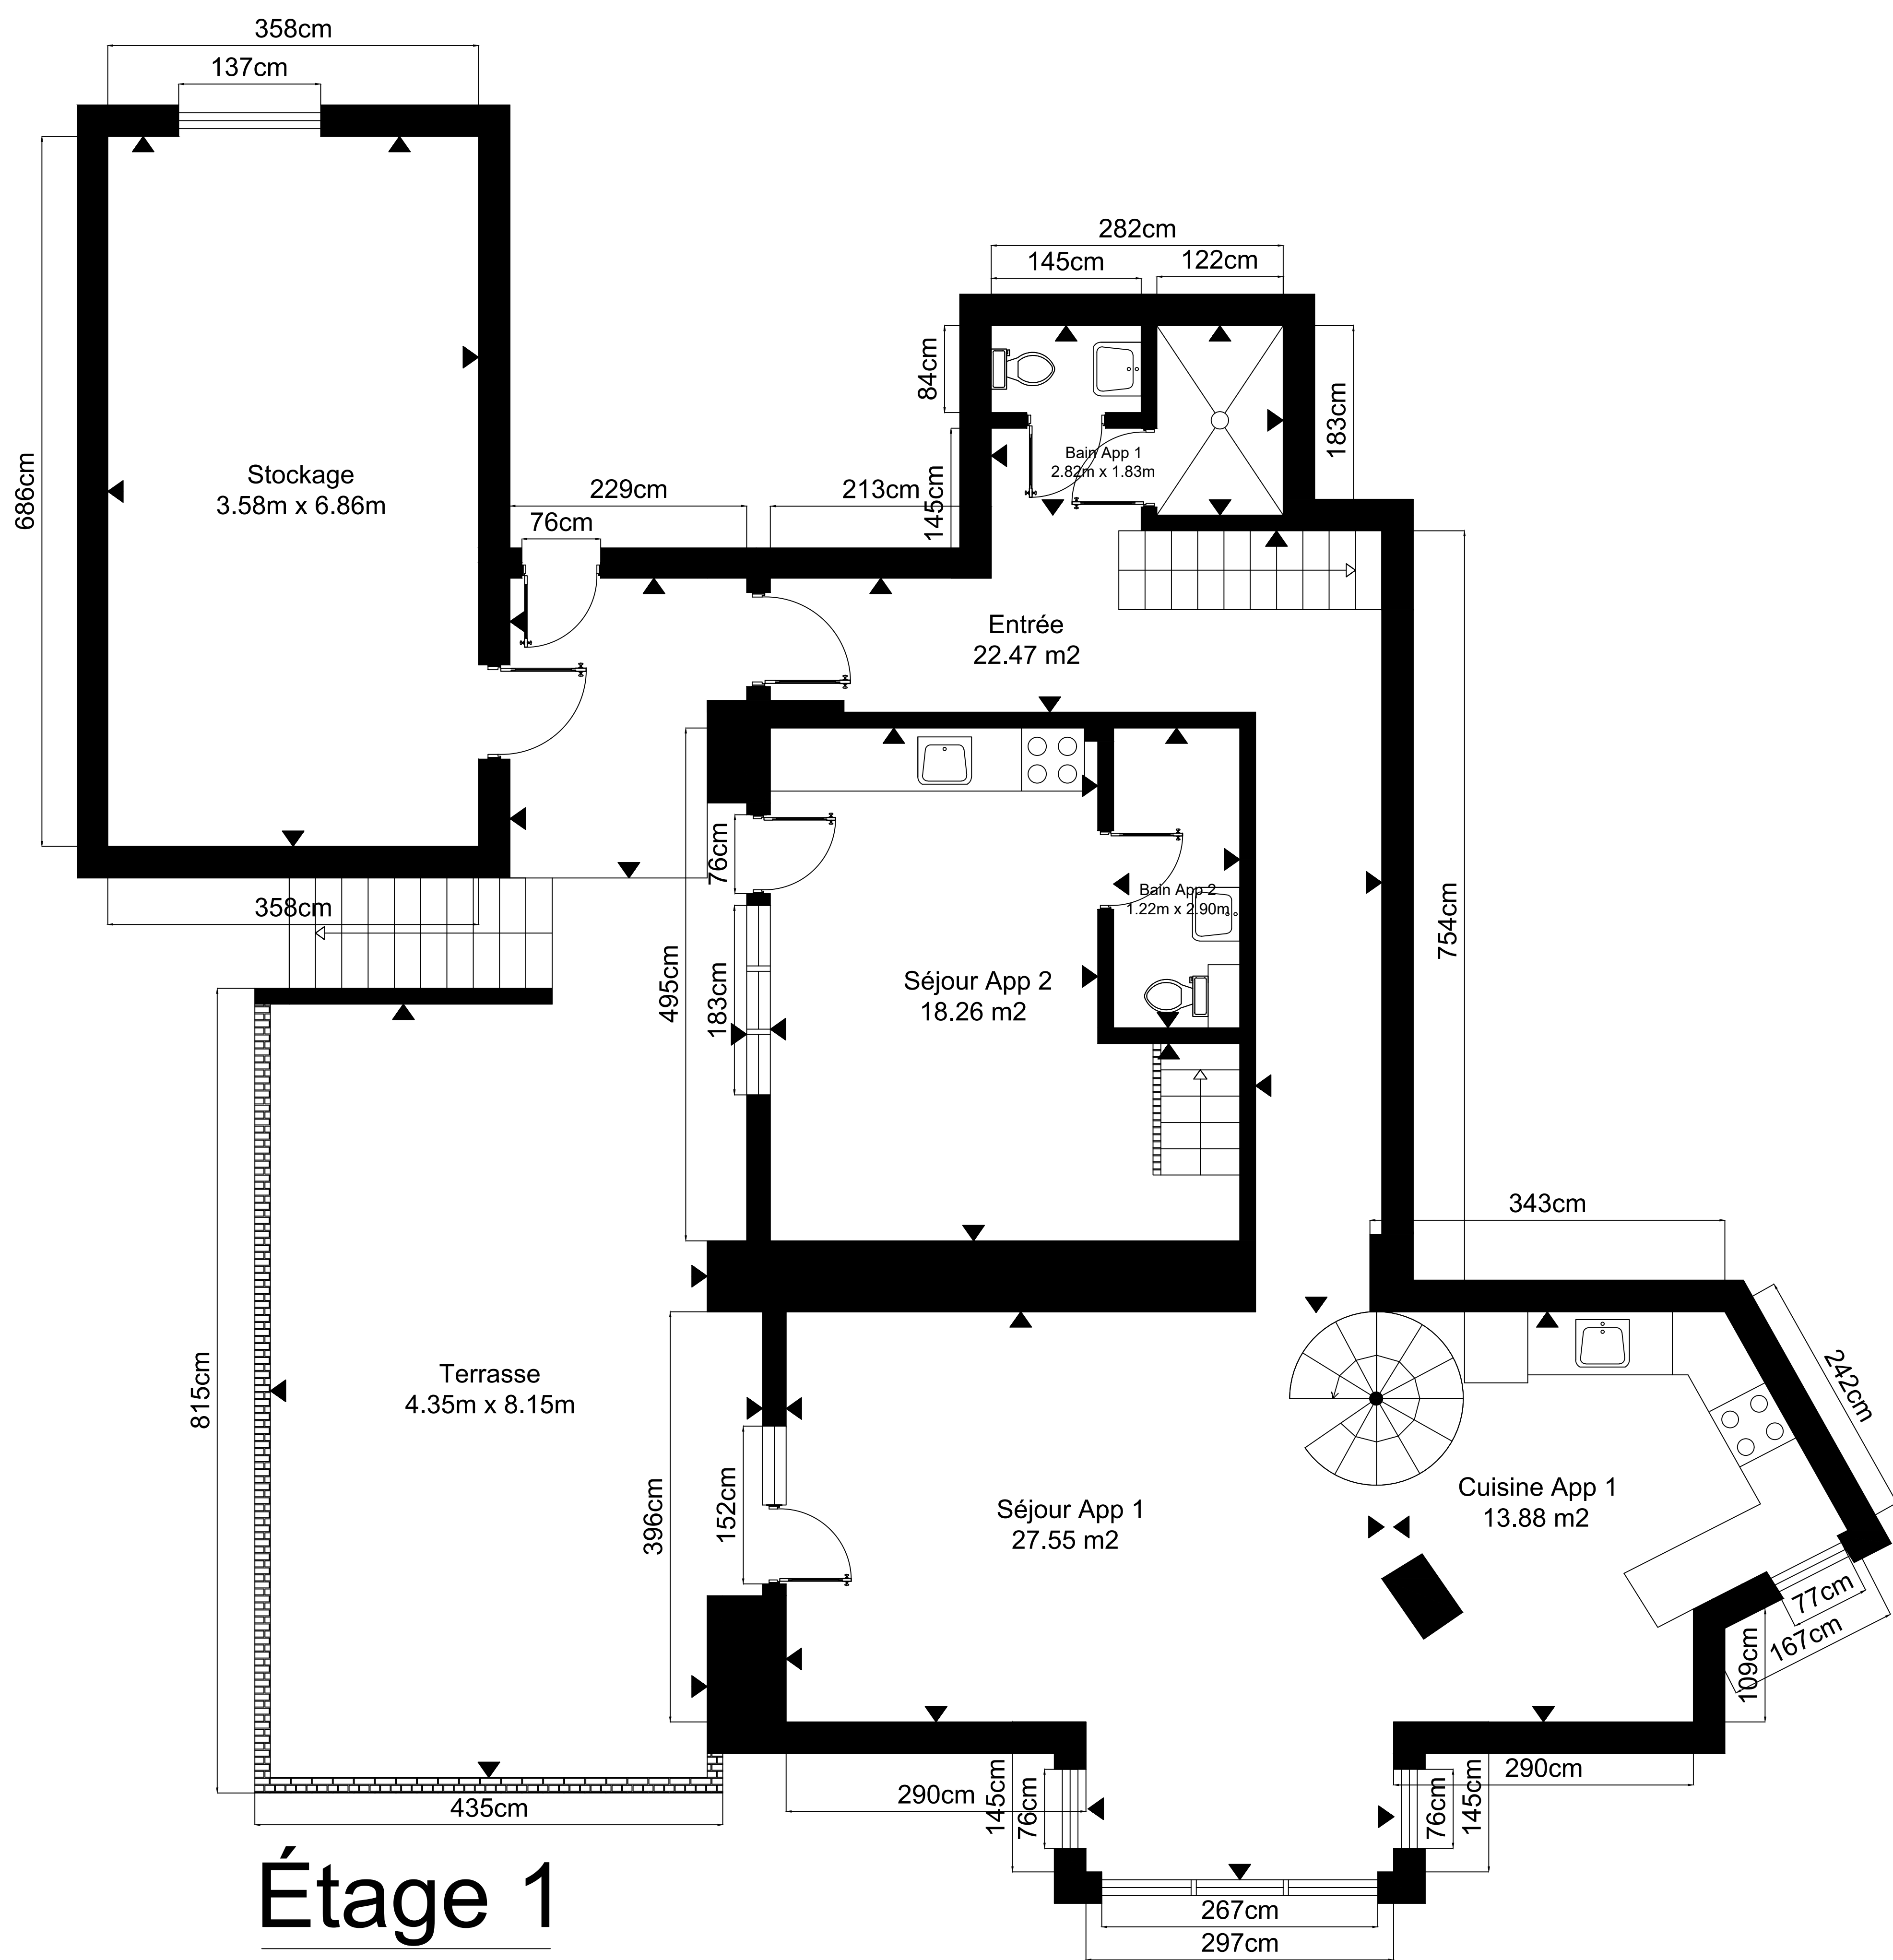 358cm
137cm
282cm
145cm
122cm
84cm
183cm
Bain App 1
2.82m x 1.83m
Stockage
3.58m x 6.86m
686cm
229cm
213cm
145cm
76cm
Entrée
22.47 m2
76cm
Bain App 2
1.22m x 2.90m
358cm
754cm
495cm
183cm
Séjour App 2
18.26 m2
343cm
815cm
Terrasse
4.35m x 8.15m
242cm
396cm
152cm
Séjour App 1
27.55 m2
Cuisine App 1
13.88 m2
77cm
167cm
109cm
290cm
145cm
76cm
76cm
145cm
290cm
435cm
Étage 1
267cm
297cm